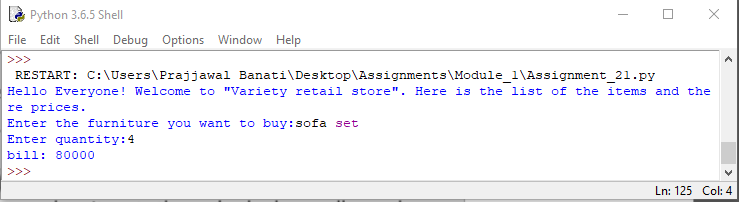 Python 3.6.5 Shell
File Edit Shell Debug Options Window Help
>>>
RESTART: C:\Users\Prajjawal Banati\Desktop\Assignments\Module_1\Assignment_21.py
Hello Everyone! Welcome to "Variety retail store". Here is the list of the items and the
re prices.
Enter the furniture you want to buy:sofa set
Enter quantity:4
bill: 80000
>>>
Ln: 125 Col: 4